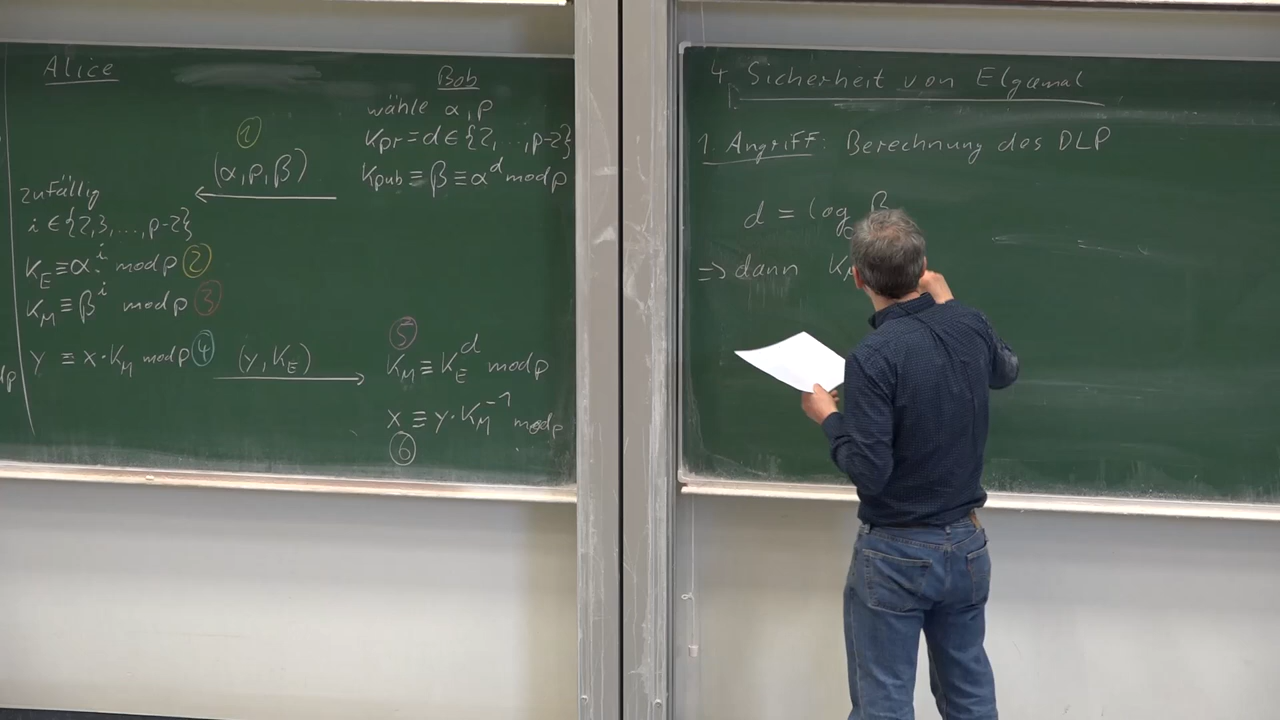 Alice
①
(α, p, β)
zufällig
i ∈ {2,3,...,p-2}
K_E ≡ α^i mod p ②
K_M ≡ β^i mod p ③
y ≡ x·K_M mod p ④
(y, K_E)
Bob
wähle α, p
K_pr = d ∈ {2,...,p-2}
K_pub ≡ β ≡ α^d mod p
⑤
K_M ≡ K_E^d mod p
x ≡ y·K_M^-1 mod p
⑥
4. Sicherheit von Elgamal
1. Angriff: Berechnung des DLP
d = log β
⇒ dann